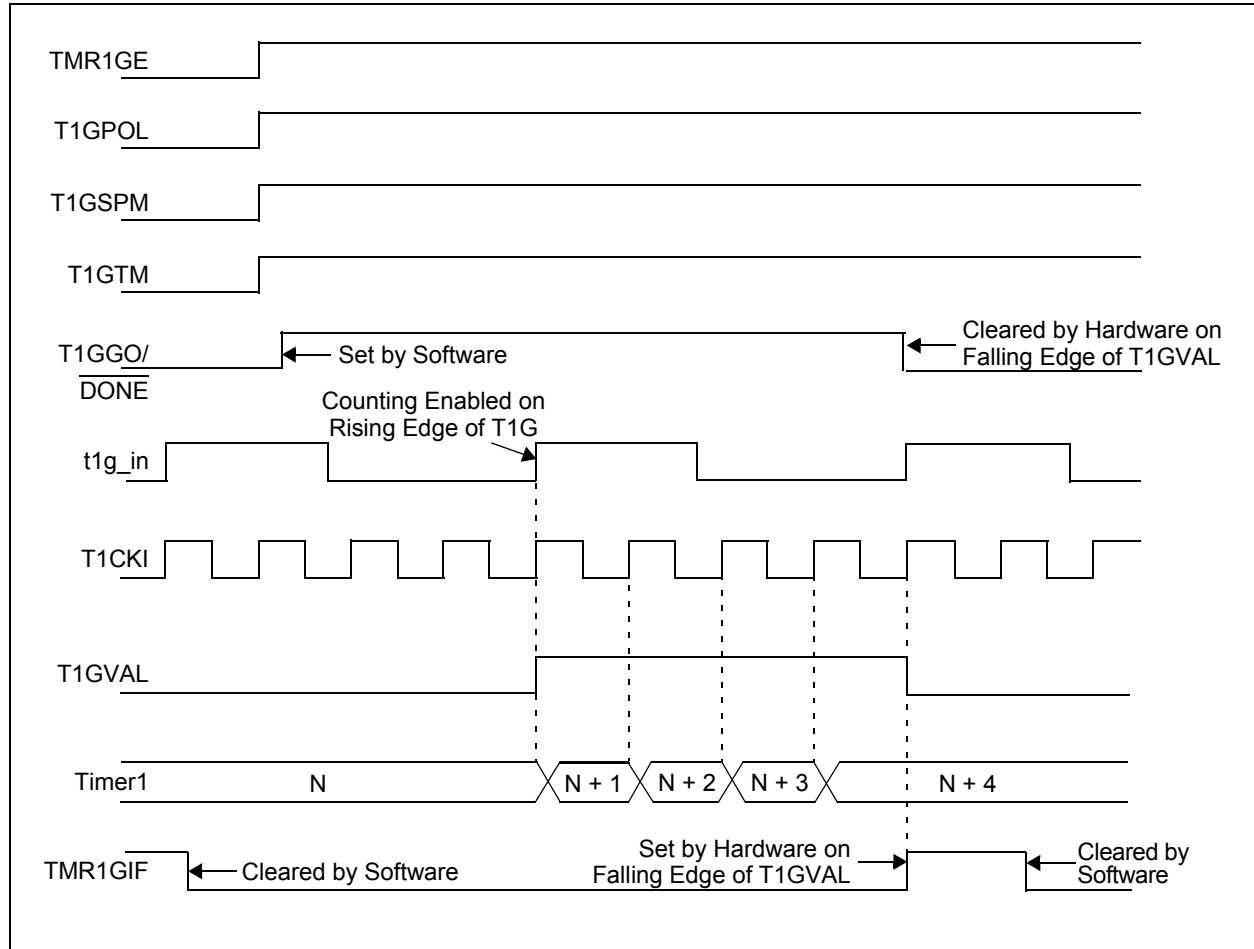 TMR1GE
T1GPOL
T1GSPM
T1GTM
T1GGO/
DONE
Set by Software
Cleared by Hardware on
Falling Edge of T1GVAL
Counting Enabled on
Rising Edge of T1G
t1g_in
T1CKI
T1GVAL
Timer1
N
N + 1
N + 2
N + 3
N + 4
TMR1GIF
Cleared by Software
Set by Hardware on
Falling Edge of T1GVAL
Cleared by
Software